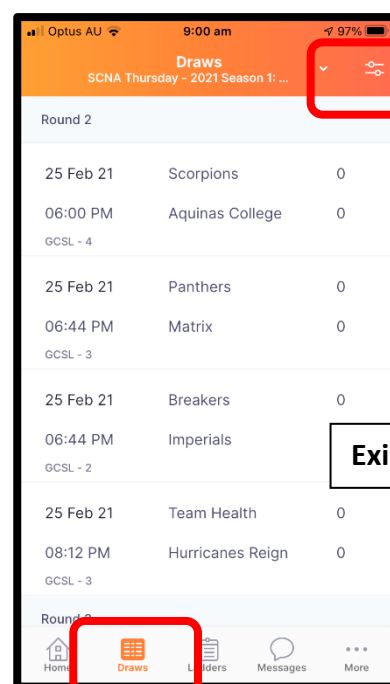 Optus AU 9:00 am 97%
Draws
SCNA Thursday - 2021 Season 1: ...
Round 2
25 Feb 21 Scorpions 0
06:00 PM Aquinas College 0
GCSL - 4
25 Feb 21 Panthers 0
06:44 PM Matrix 0
GCSL - 3
25 Feb 21 Breakers 0
06:44 PM Imperials
GCSL - 2
Exi
25 Feb 21 Team Health 0
08:12 PM Hurricanes Reign 0
GCSL - 3
Round
Home Draws Ladders Messages More